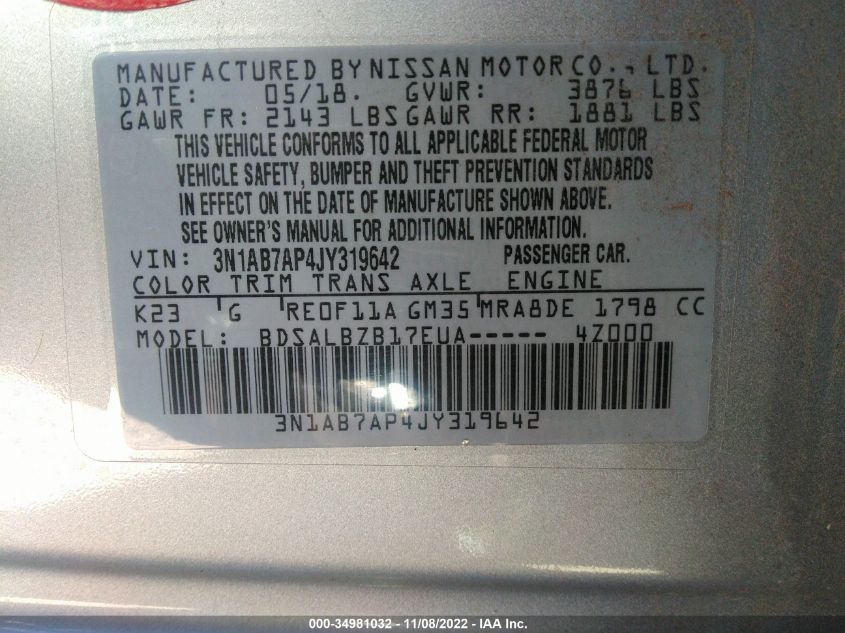 MANUFACTURED BY NISSAN MOTOR CO., LTD.
DATE: 05/18. GVWR: 3876 LBS
GAWR FR: 2143 LBS GAWR RR: 1881 LBS
THIS VEHICLE CONFORMS TO ALL APPLICABLE FEDERAL MOTOR
VEHICLE SAFETY, BUMPER AND THEFT PREVENTION STANDARDS
IN EFFECT ON THE DATE OF MANUFACTURE SHOWN ABOVE.
SEE OWNER'S MANUAL FOR ADDITIONAL INFORMATION.
VIN: 3N1AB7AP4JY319642 PASSENGER CAR.
COLOR TRIM TRANS AXLE ENGINE
K23 G RE0F11A GM35 MRA8DE 1798 CC
MODEL: BDSALBZB17EUA----- 4Z000
3N1AB7AP4JY319642
000-34981032 - 11/08/2022 - IAA Inc.